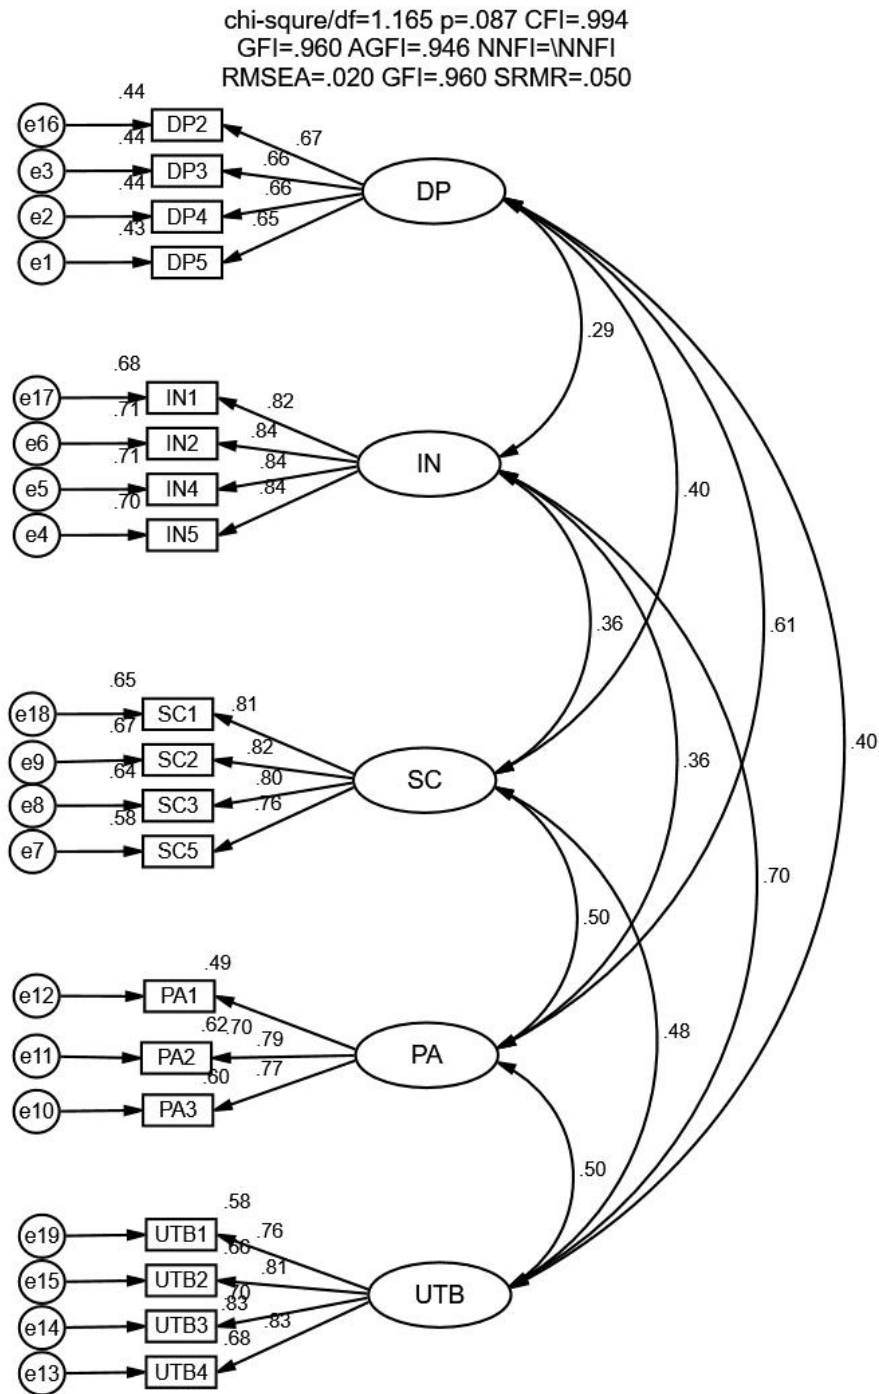 chi-squre/df=1.165 p=.087 CFI=.994
GFI=.960 AGFI=.946 NNFI=\NNFI
RMSEA=.020 GFI=.960 SRMR=.050
.44
e16 DP2 .67
.44
e3 DP3 .66 DP
.44
e2 DP4 .66
.43
e1 DP5 .65
.29
.68
e17 IN1 .82
.71
e6 IN2 .84 IN
.71
e5 IN4 .84
.70
e4 IN5 .84
.40
.36
.61
.65
e18 SC1 .81
.67
e9 SC2 .82 SC
.64
e8 SC3 .80
.58
e7 SC5 .76
.36
.40
.70
.50
.49
e12 PA1 .70
.62
e11 PA2 .79 PA
.60
e10 PA3 .77
.48
.50
.58
e19 UTB1 .76
.66
e15 UTB2 .81 UTB
.70
e14 UTB3 .83
.68
e13 UTB4 .83